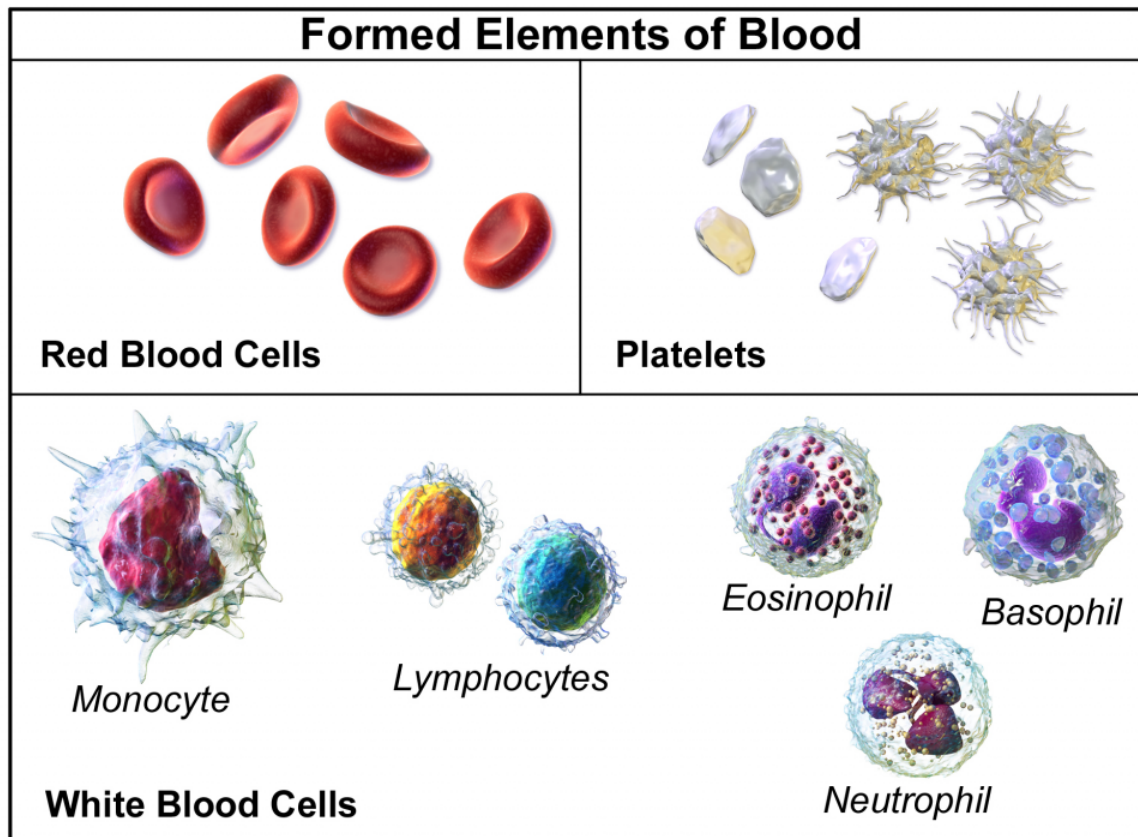 Formed Elements of Blood
Red Blood Cells
Platelets
Monocyte
Lymphocytes
Eosinophil
Basophil
Neutrophil
White Blood Cells